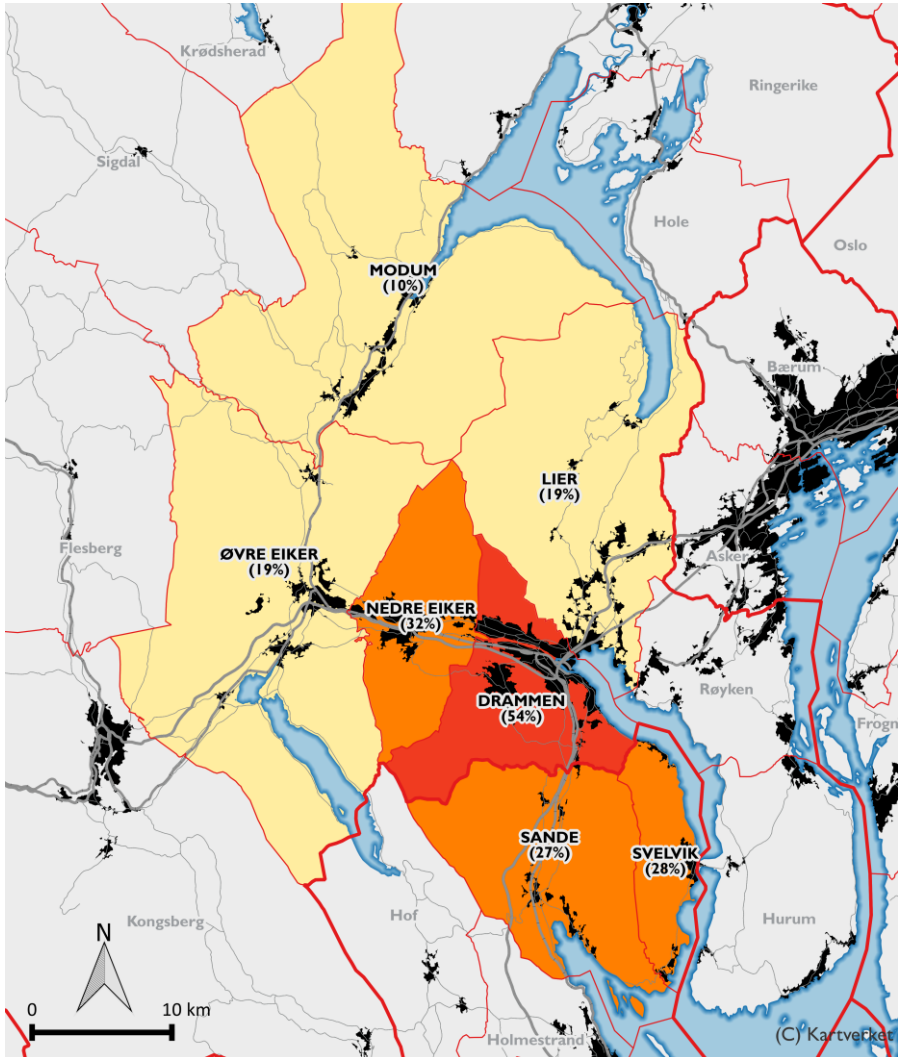 Krødsherad
Ringerike
Sigdal
Hole
Oslo
MODUM
(10%)
Bærum
LIER
(19%)
Flesberg
ØVRE EIKER
(19%)
Asker
NEDRE EIKER
(32%)
DRAMMEN
(54%)
Røyken
Frogn
SANDE
(27%)
SVELVIK
(28%)
Kongsberg
Hof
Hurum
N
0 10 km
Holmestrand
(C) Kartverket